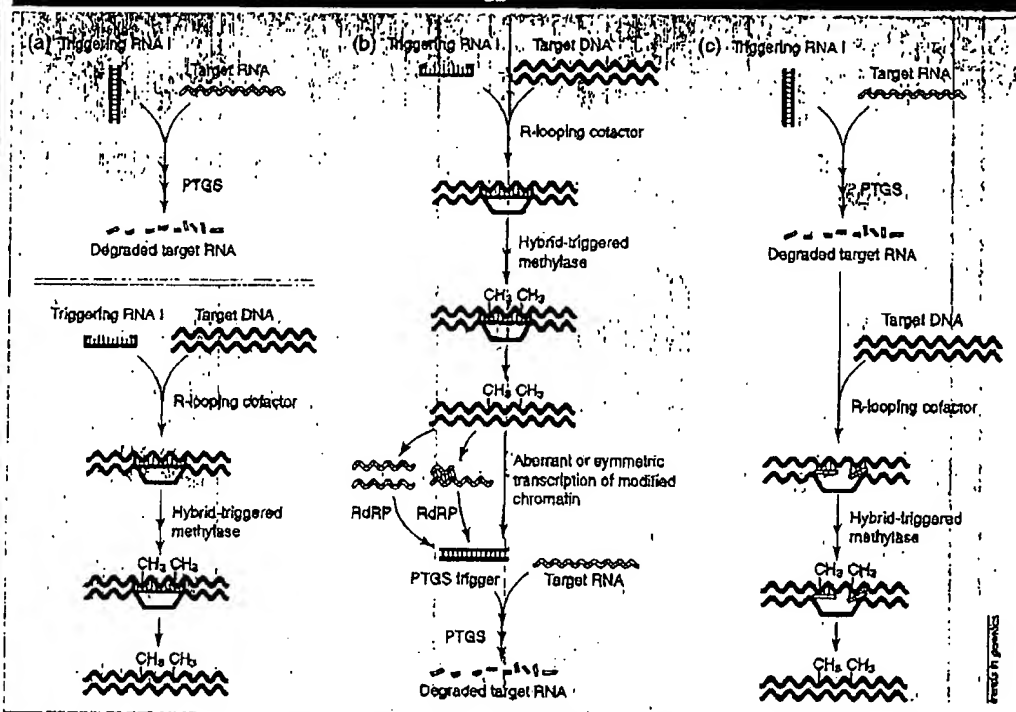 (a) Triggering RNA I
Target RNA
PTGS
Degraded target RNA
Triggering RNA I
Target DNA
R-looping cofactor
Hybrid-triggered
methylase
CH₃ CH₃
CH₃ CH₃
(b) Triggering RNA I
Target DNA
R-looping cofactor
Hybrid-triggered
methylase
CH₃ CH₃
CH₃ CH₃
Aberrant or symmetric
transcription of modified
chromatin
RdRP RdRP
PTGS trigger
Target RNA
PTGS
Degraded target RNA
(c) Triggering RNA I
Target RNA
PTGS
Degraded target RNA
Target DNA
R-looping cofactor
Hybrid-triggered
methylase
CH₃ CH₃
CH₃ CH₃
trends in genetics